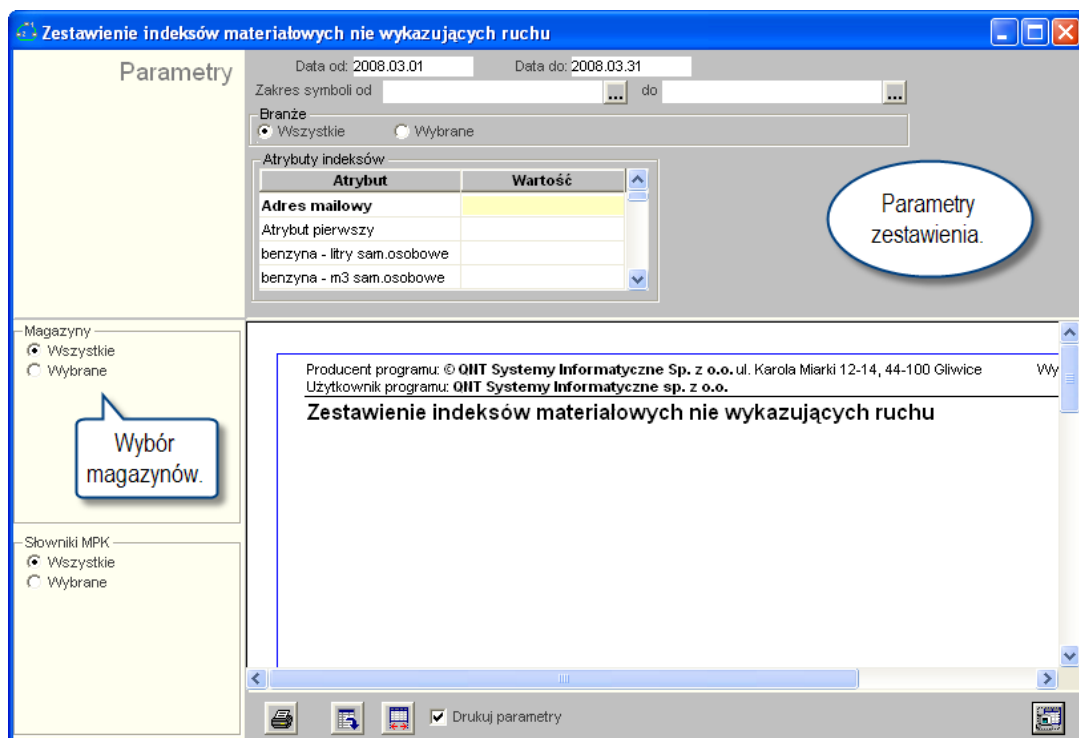 Zestawienie indeksów materiałowych nie wykazujących ruchu
Parametry
Data od: 2008.03.01 Data do: 2008.03.31
Zakres symboli od ... do ...
Branże
Wszystkie Wybrane
Atrybuty indeksów
Atrybut Wartość
Adres mailowy
Atrybut pierwszy
benzyna - litry sam.osobowe
benzyna - m3 sam.osobowe
Parametry
zestawienia.
Magazyny
Wszystkie
Wybrane
Wybór
magazynów.
Słowniki MPK
Wszystkie
Wybrane
Producent programu: © QNT Systemy Informatyczne Sp. z o.o. ul. Karola Miarki 12-14, 44-100 Gliwice Wy
Użytkownik programu: QNT Systemy Informatyczne sp. z o.o.
Zestawienie indeksów materialowych nie wykazujących ruchu
Drukuj parametry